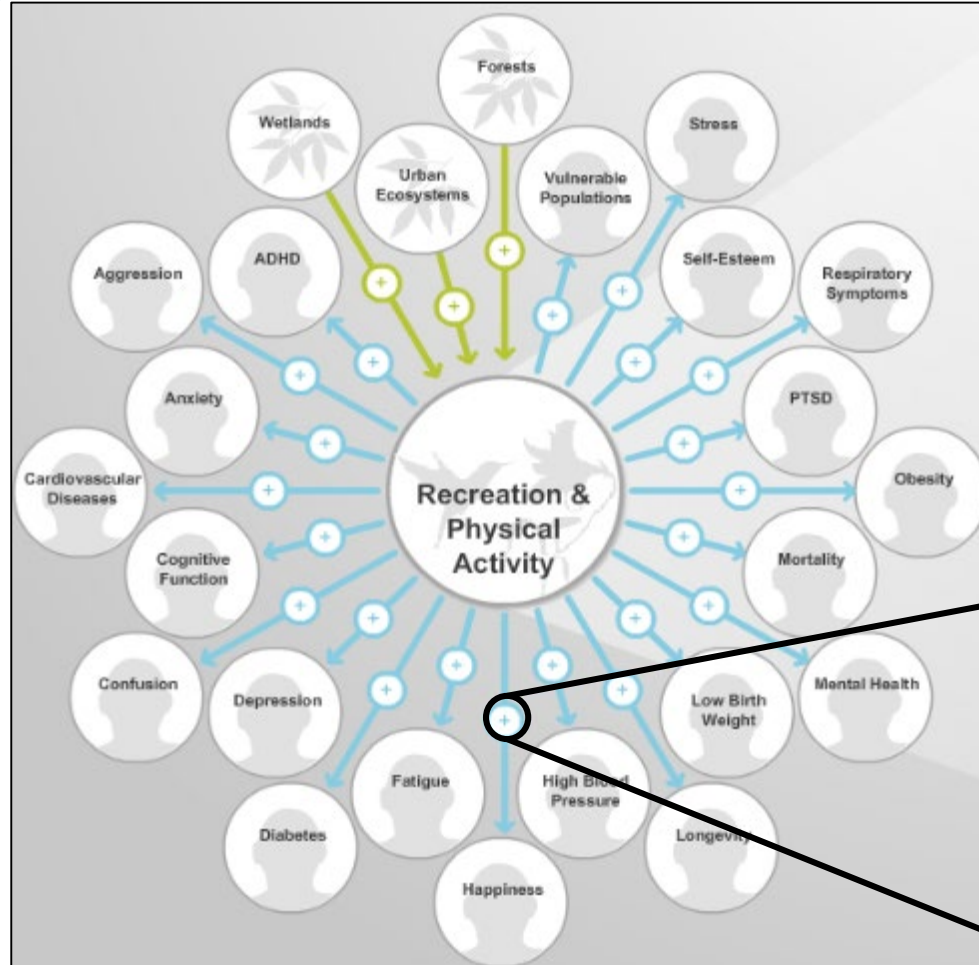 Forests
Wetlands
Stress
Urban
Ecosystems
Vulnerable
Populations
ADHD
Self-Esteem
Aggression
Respiratory
Symptoms
Anxiety
PTSD
Cardiovascular
Diseases
Recreation &
Physical
Activity
Obesity
Cognitive
Function
Mortality
Confusion
Depression
Low Birth
Weight
Mental Health
Fatigue
High Blood
Pressure
Diabetes
Longevity
Happiness